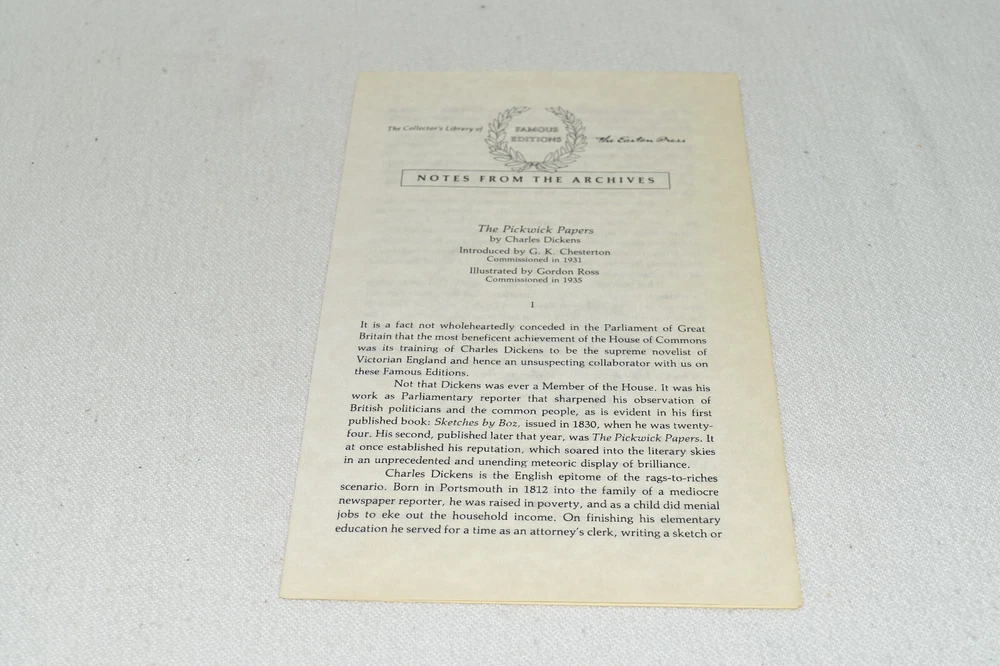 The Collector's Library of
FAMOUS
EDITIONS
the Easton Press
NOTES FROM THE ARCHIVES
The Pickwick Papers
by Charles Dickens
Introduced by G. K. Chesterton
Commissioned in 1931
Illustrated by Gordon Ross
Commissioned in 1935
I
It is a fact not wholeheartedly conceded in the Parliament of Great
Britain that the most beneficent achievement of the House of Commons
was its training of Charles Dickens to be the supreme novelist of
Victorian England and hence an unsuspecting collaborator with us on
these Famous Editions.
Not that Dickens was ever a Member of the House. It was his
work as Parliamentary reporter that sharpened his observation of
British politicians and the common people, as is evident in his first
published book: Sketches by Boz, issued in 1830, when he was twenty-
four. His second, published later that year, was The Pickwick Papers. It
at once established his reputation, which soared into the literary skies
in an unprecedented and unending meteoric display of brilliance.
Charles Dickens is the English epitome of the rags-to-riches
scenario. Born in Portsmouth in 1812 into the family of a mediocre
newspaper reporter, he was raised in poverty, and as a child did menial
jobs to eke out the household income. On finishing his elementary
education he served for a time as an attorney's clerk, writing a sketch or